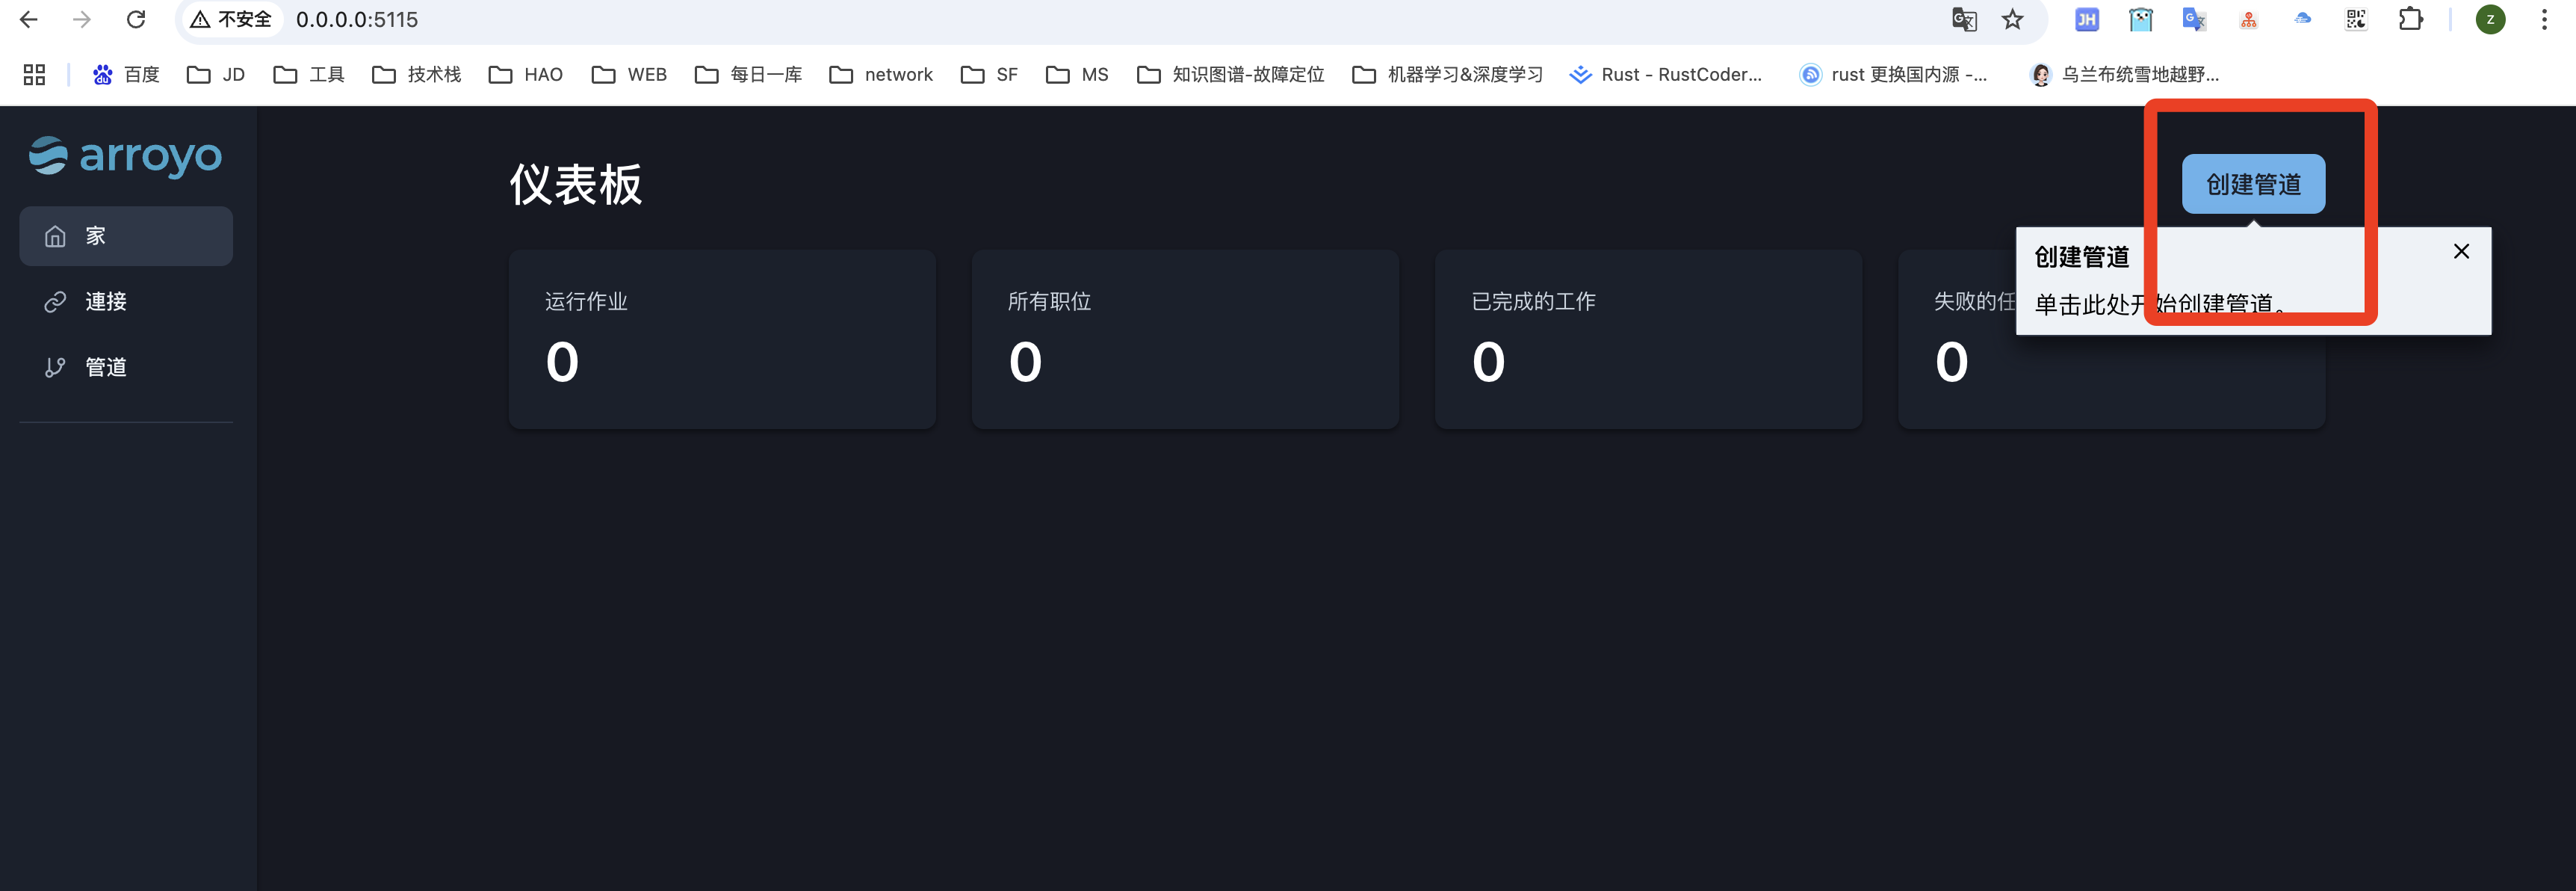 不安全 0.0.0.0:5115
百度 JD 工具 技术栈 HAO WEB 每日一库 network SF MS 知识图谱-故障定位 机器学习&深度学习 Rust - RustCoder... rust 更换国内源 -... 乌兰布统雪地越野...
arroyo
家
連接
管道
仪表板
创建管道
创建管道
单击此处开始创建管道。
运行作业
0
所有职位
0
已完成的工作
0
失败的任
0
JH
Z